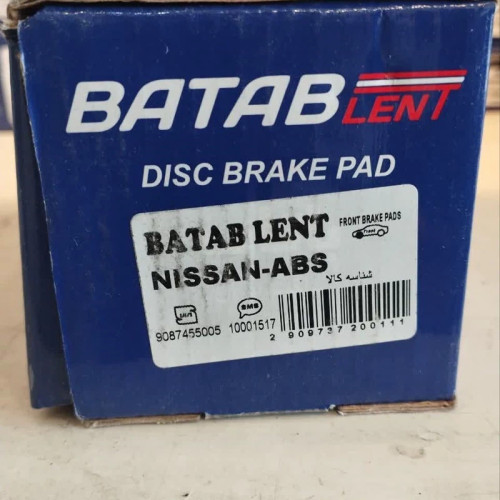 BATAB LENT
DISC BRAKE PAD
BATAB LENT
FRONT BRAKE PADS
NISSAN-ABS
شناسه کالا
SMS
9087455005 10001517
2 909737 200111